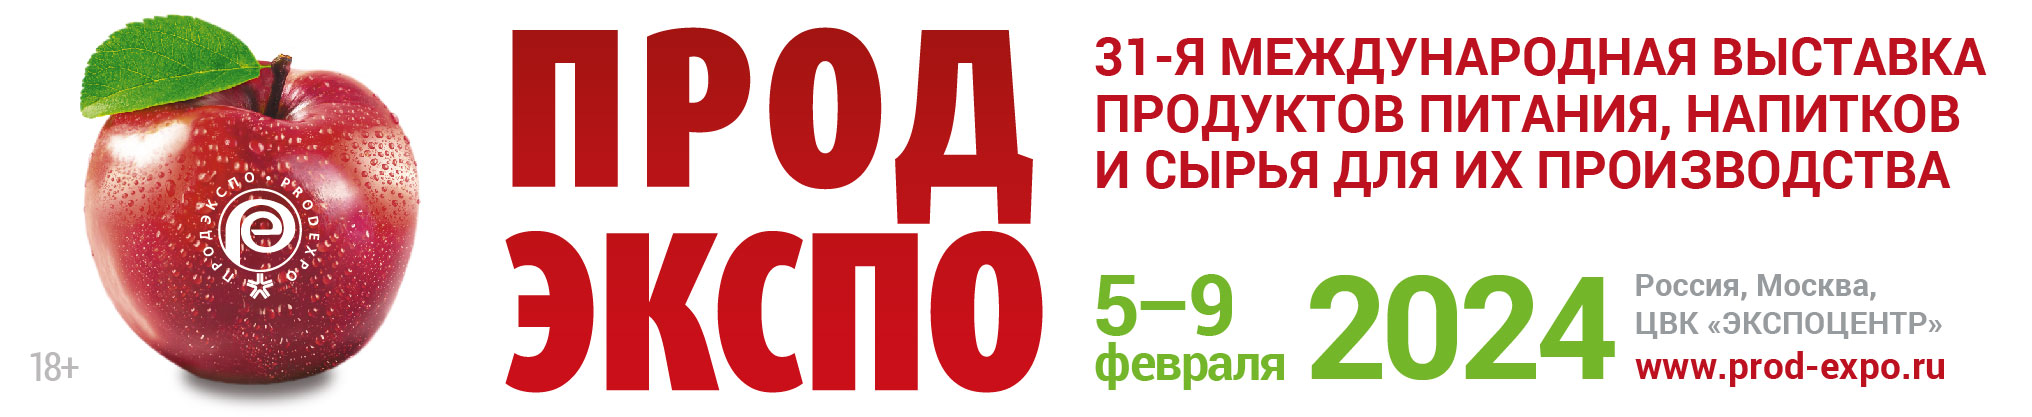 ПРОДЭКСПО • PRODEXPO
18+
ПРОД
ЭКСПО
31-Я МЕЖДУНАРОДНАЯ ВЫСТАВКА
ПРОДУКТОВ ПИТАНИЯ, НАПИТКОВ
И СЫРЬЯ ДЛЯ ИХ ПРОИЗВОДСТВА
5–9
февраля
2024
Россия, Москва,
ЦВК «ЭКСПОЦЕНТР»
www.prod-expo.ru